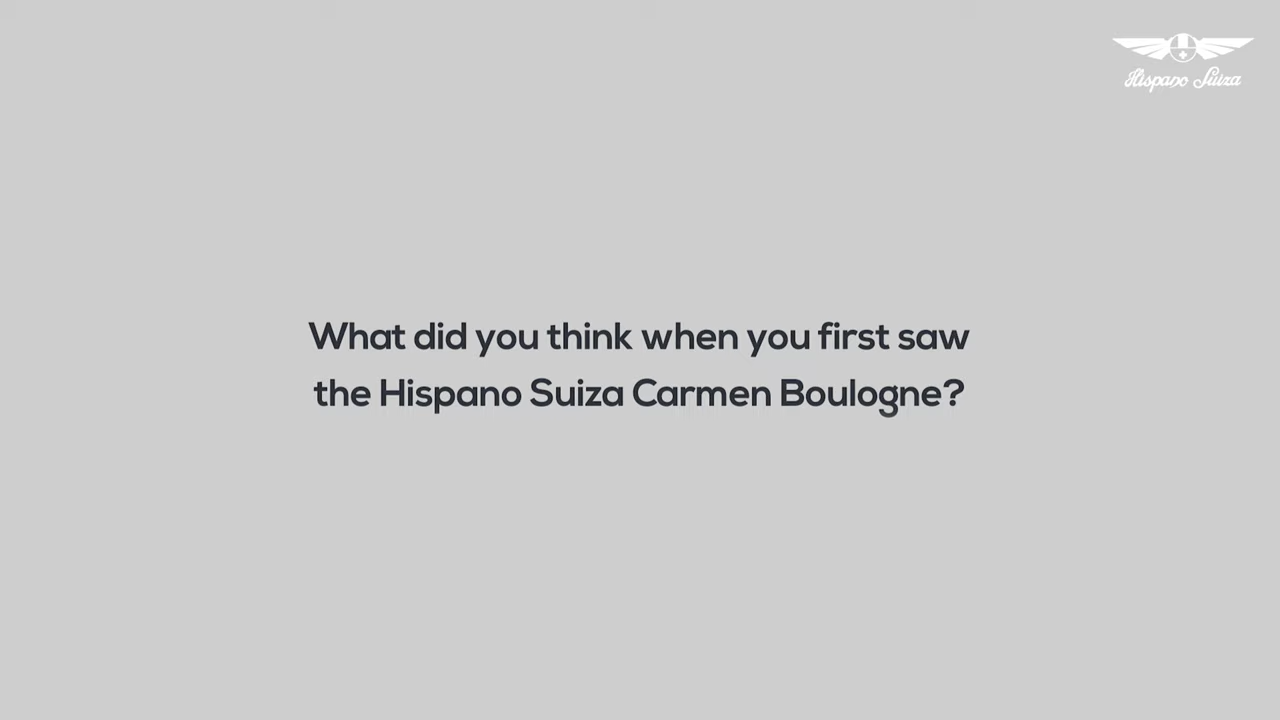 Hispano Suiza
What did you think when you first saw
the Hispano Suiza Carmen Boulogne?